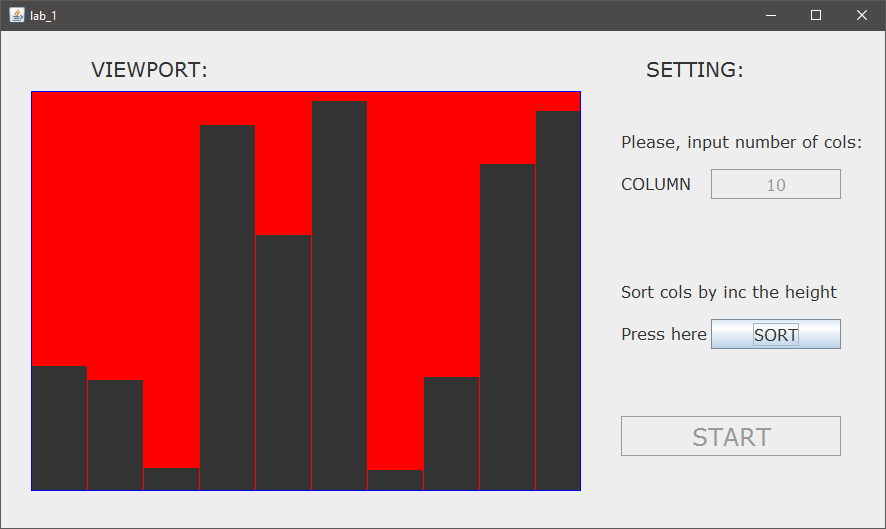 lab_1
VIEWPORT:
SETTING:
Please, input number of cols:
COLUMN 10
Sort cols by inc the height
Press here SORT
START